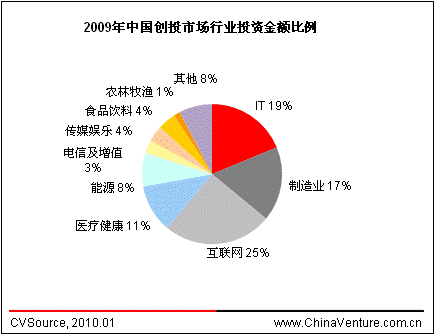 2009年中国创投市场行业投资金额比例
其他 8%
农林牧渔 1%
食品饮料 4%
传媒娱乐 4%
电信及增值
3%
能源 8%
医疗健康 11%
互联网 25%
制造业 17%
IT 19%
CVSource, 2010.01
www.ChinaVenture.com.cn